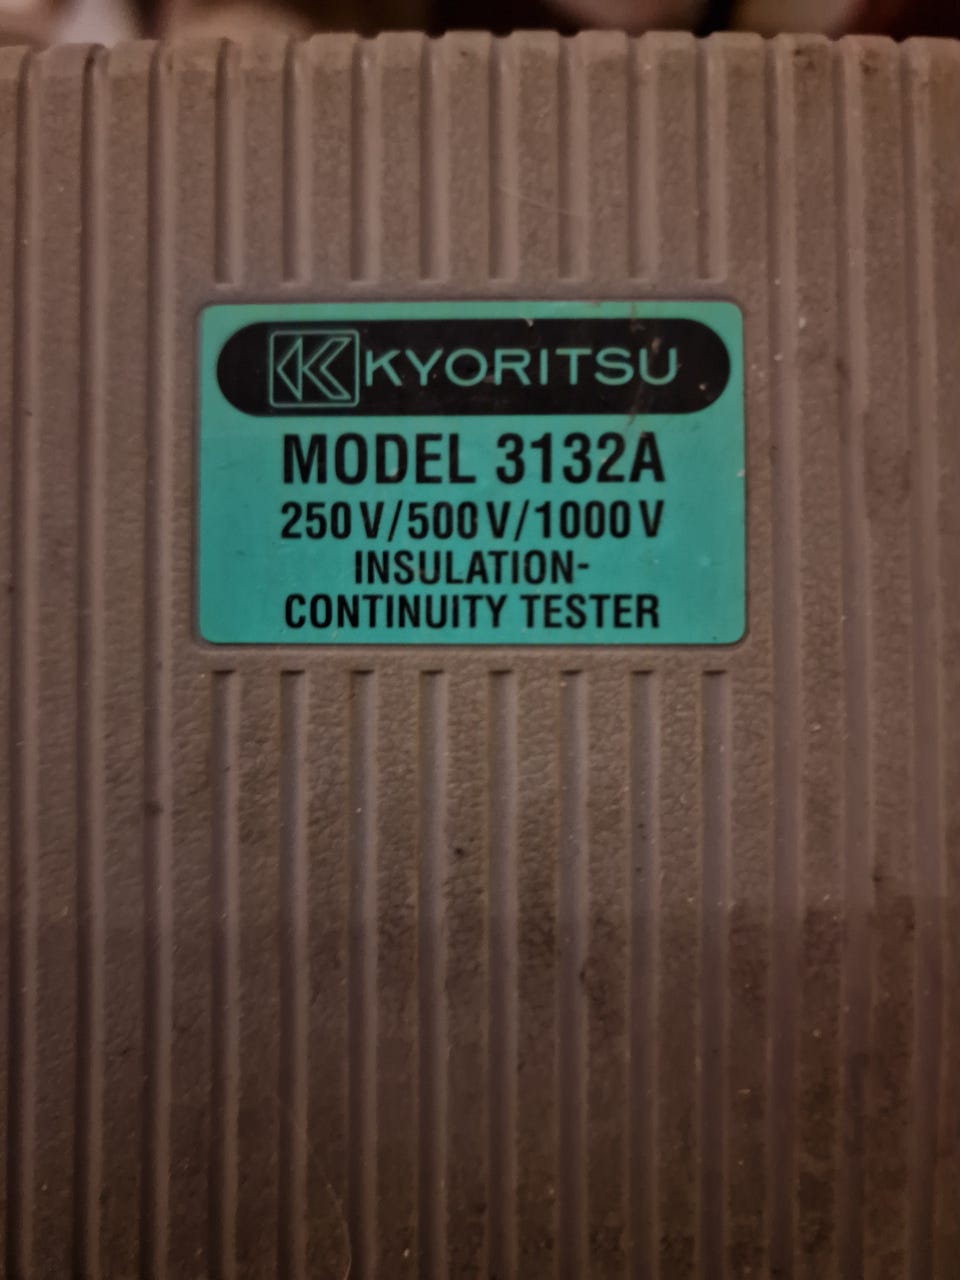 KYORITSU
MODEL 3132A
250V/500V/1000V
INSULATION-
CONTINUITY TESTER